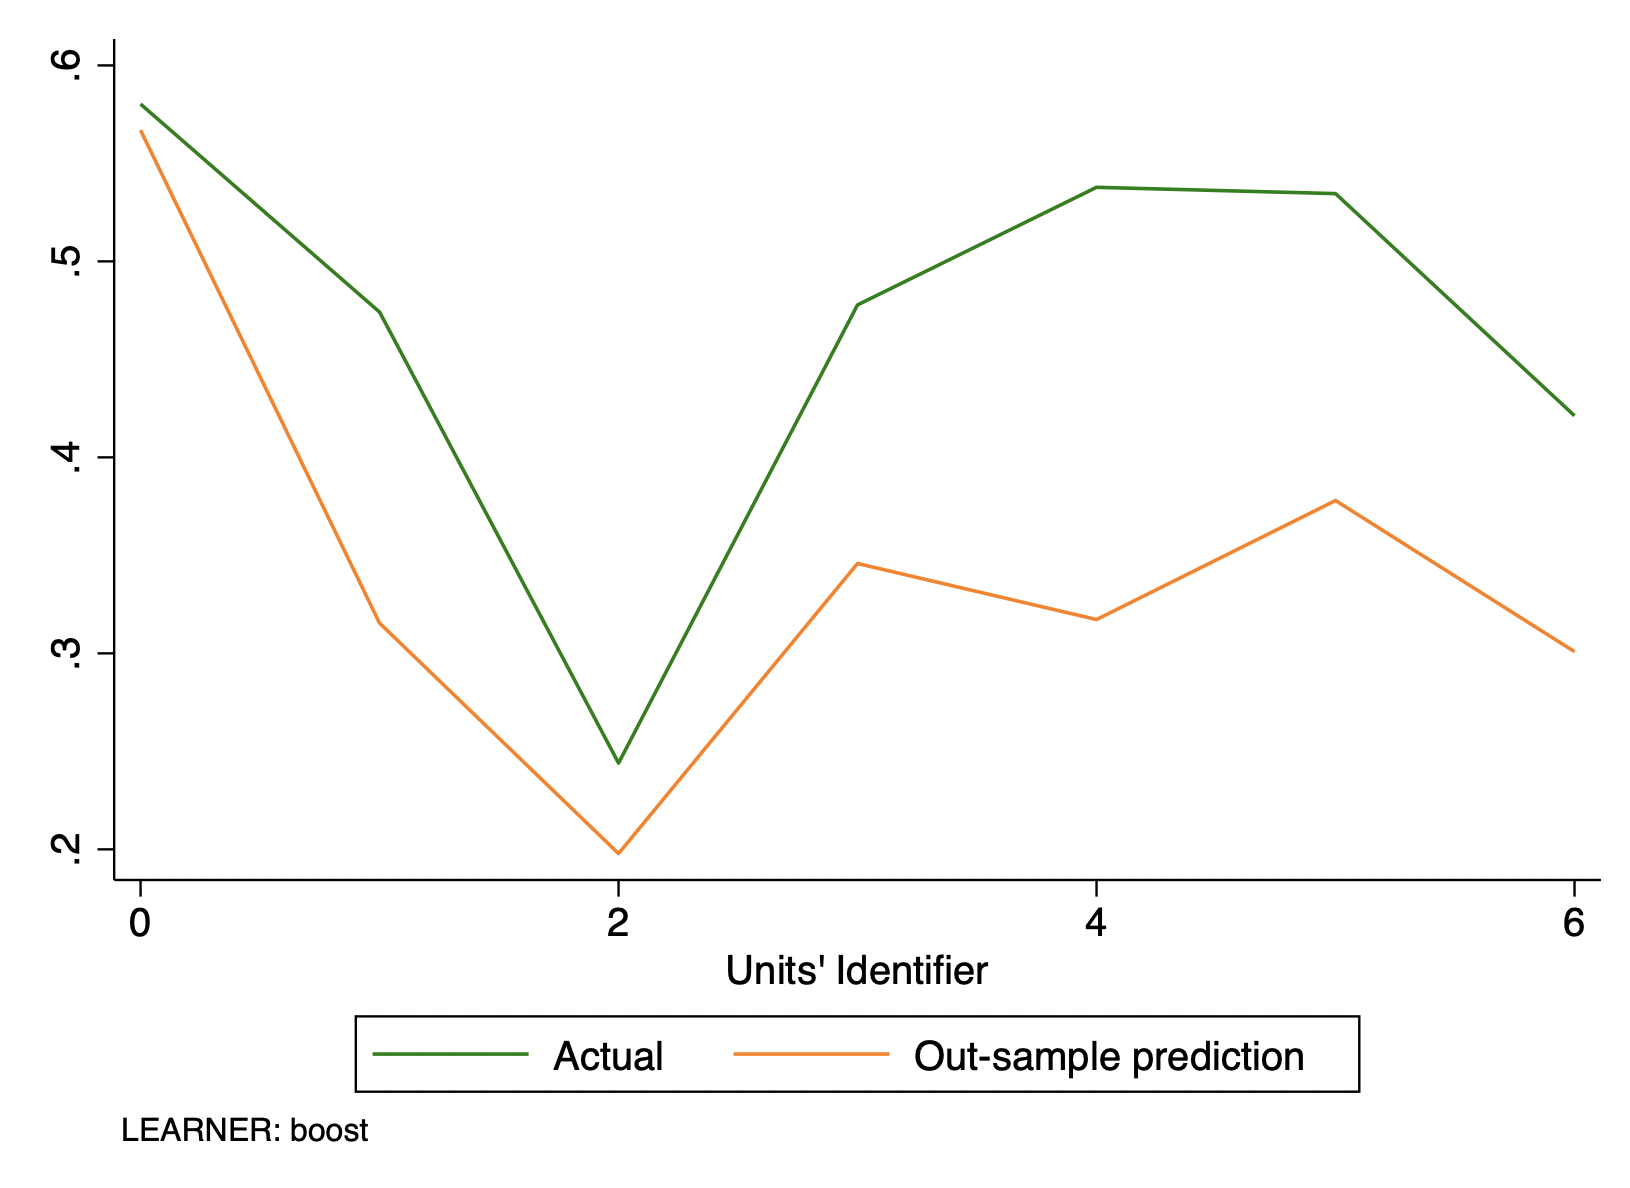 .6
.5
.4
.3
.2
0 2 4 6
Units' Identifier
Actual Out-sample prediction
LEARNER: boost